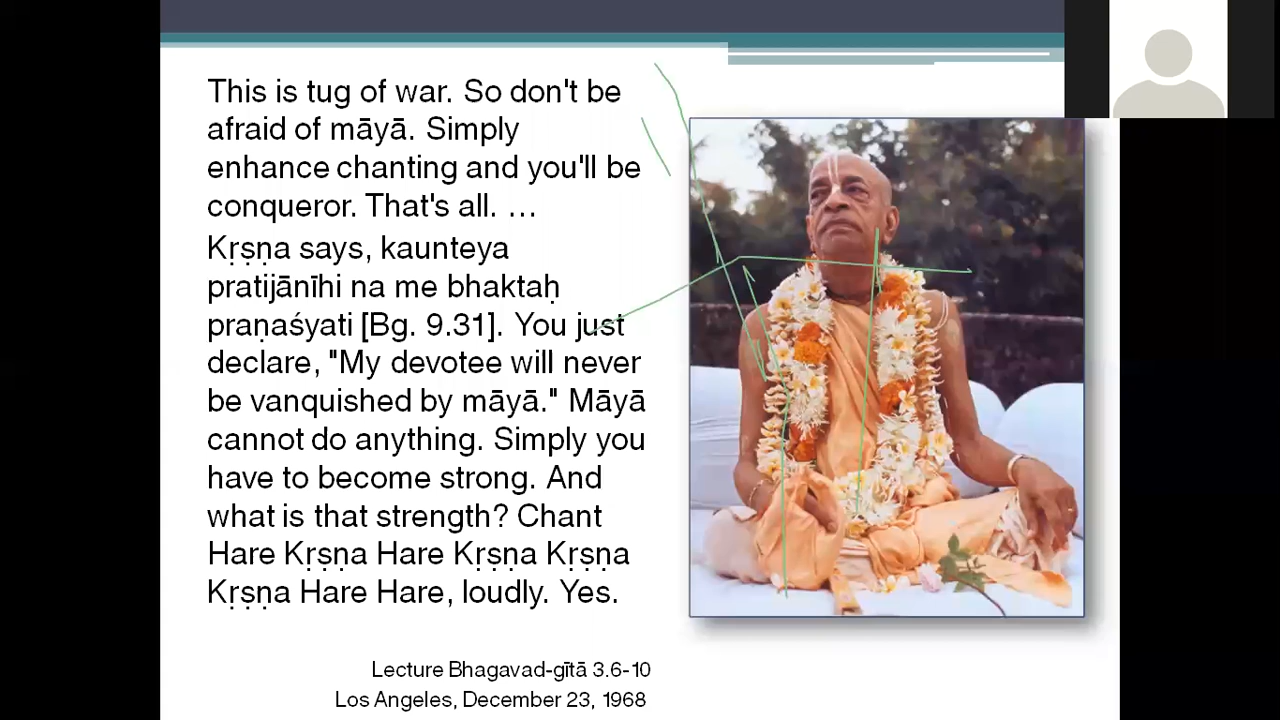 This is tug of war. So don't be
afraid of māyā. Simply
enhance chanting and you'll be
conqueror. That's all. …
Kṛṣṇa says, kaunteya
pratijānīhi na me bhaktaḥ
praṇaśyati [Bg. 9.31]. You just
declare, "My devotee will never
be vanquished by māyā." Māyā
cannot do anything. Simply you
have to become strong. And
what is that strength? Chant
Hare Kṛṣṇa Hare Kṛṣṇa Kṛṣṇa
Kṛṣṇa Hare Hare, loudly. Yes.
Lecture Bhagavad-gītā 3.6-10
Los Angeles, December 23, 1968